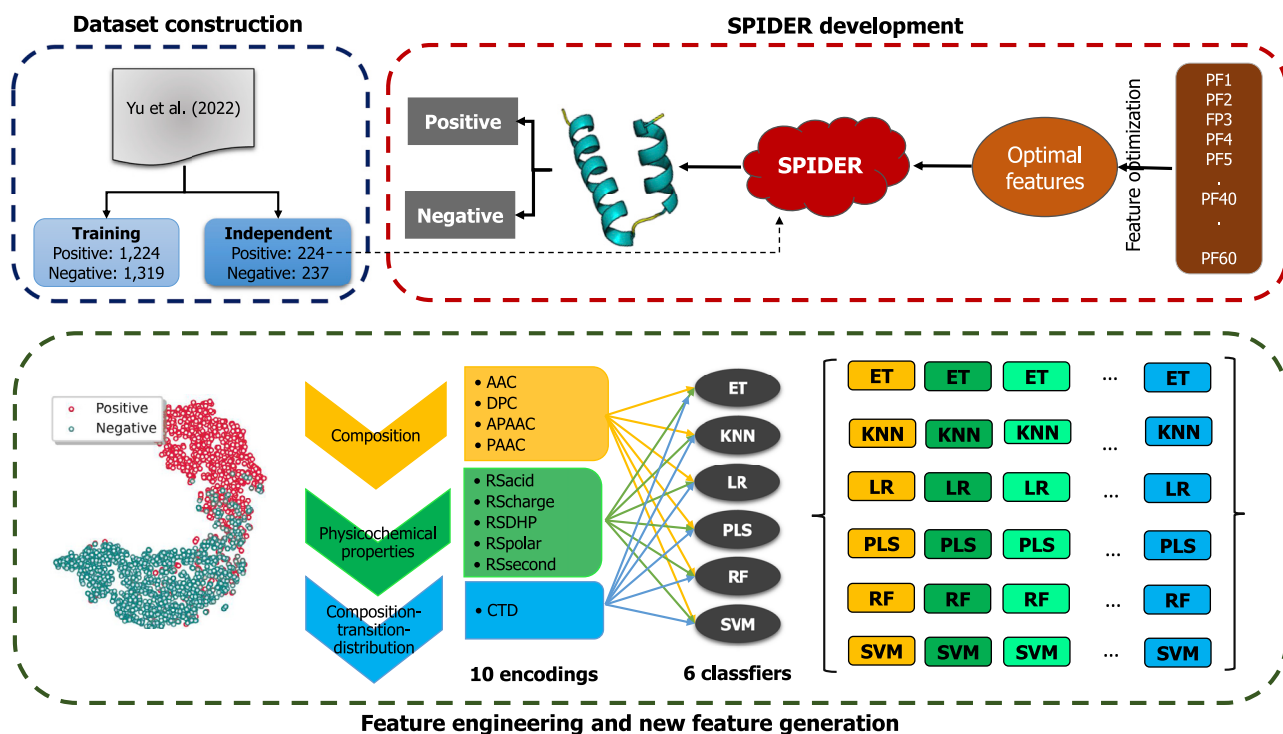 Dataset construction
Yu et al. (2022)
Training
Positive: 1,224
Negative: 1,319
Independent
Positive: 224
Negative: 237
SPIDER development
Positive
Negative
SPIDER
Optimal
features
Feature optimization
PF1
PF2
FP3
PF4
PF5
.
PF40
.
PF60
Positive
Negative
Composition
Physicochemical
properties
Composition-
transition-
distribution
• AAC
• DPC
• APAAC
• PAAC
• RSacid
• RScharge
• RSDHP
• RSpolar
• RSsecond
• CTD
10 encodings
ET
KNN
LR
PLS
RF
SVM
6 classfiers
ET ET ET ... ET
KNN KNN KNN ... KNN
LR LR LR ... LR
PLS PLS PLS ... PLS
RF RF RF ... RF
SVM SVM SVM ... SVM
Feature engineering and new feature generation